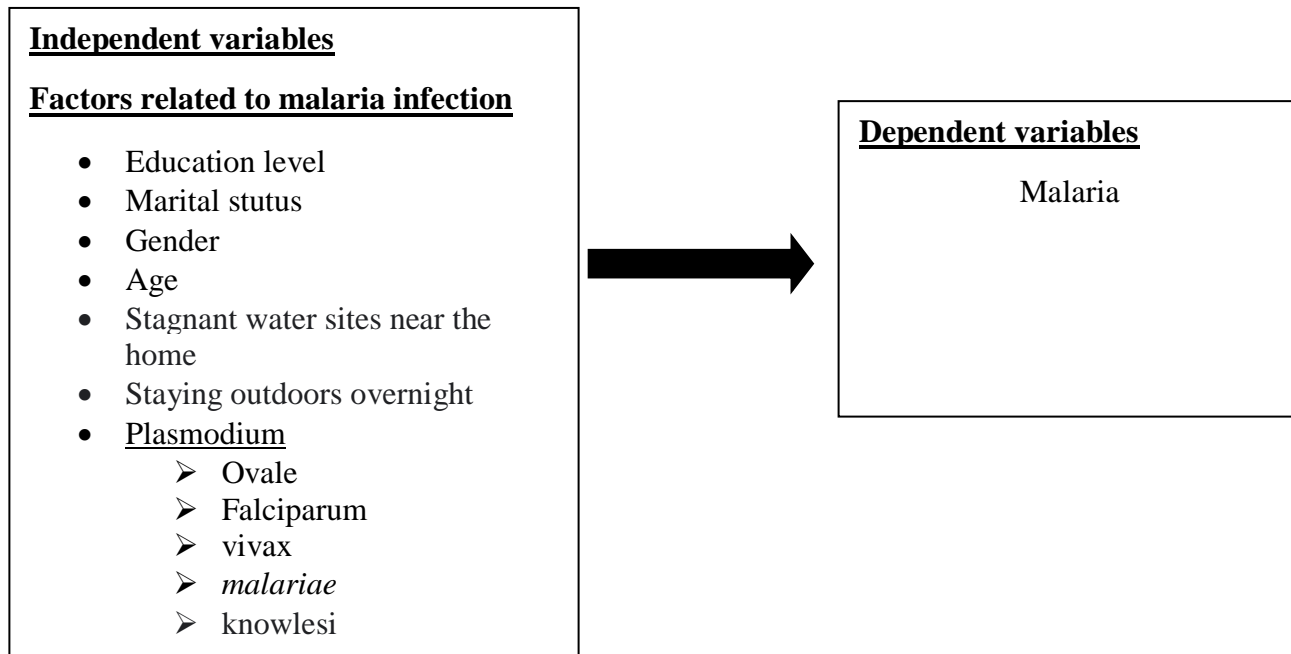 Independent variables
Factors related to malaria infection
• Education level
• Marital stutus
• Gender
• Age
• Stagnant water sites near the
home
• Staying outdoors overnight
• Plasmodium
➢ Ovale
➢ Falciparum
➢ vivax
➢ malariae
➢ knowlesi
Dependent variables
Malaria